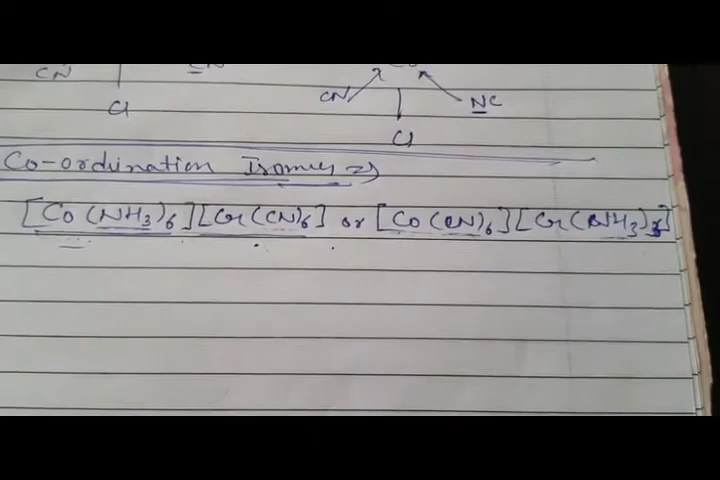 CN CN CN NC
Cl Cl
Co-ordination Isomers ⇒
[Co(NH3)6][Cr(CN)6] or [Co(CN)6][Cr(NH3)6]